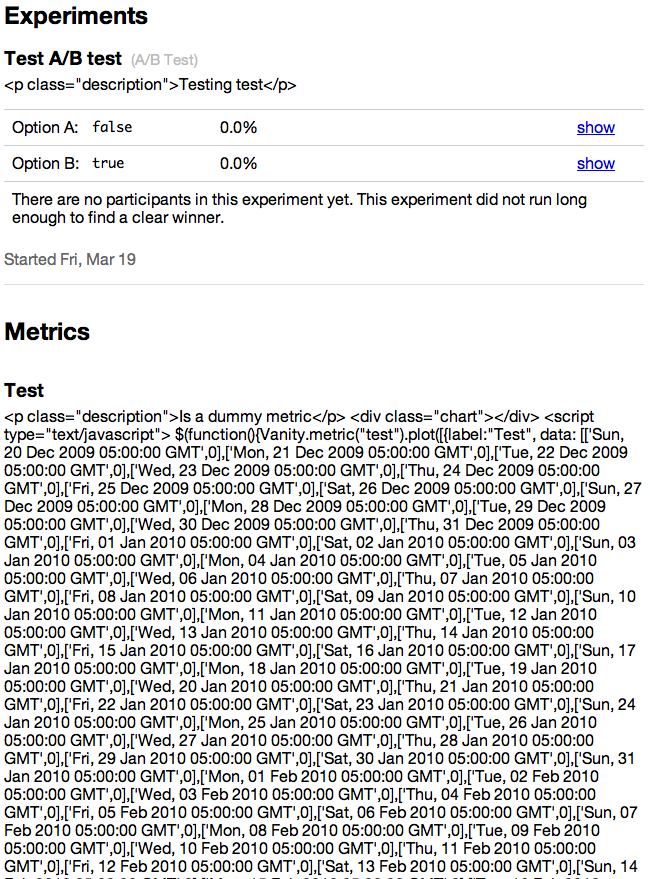 Experiments
Test A/B test (A/B Test)
<p class="description">Testing test</p>
Option A: false 0.0% show
Option B: true 0.0% show
There are no participants in this experiment yet. This experiment did not run long
enough to find a clear winner.
Started Fri, Mar 19
Metrics
Test
<p class="description">Is a dummy metric</p> <div class="chart"></div> <script
type="text/javascript"> $(function(){Vanity.metric("test").plot([{label:"Test", data: [['Sun,
20 Dec 2009 05:00:00 GMT',0],['Mon, 21 Dec 2009 05:00:00 GMT',0],['Tue, 22 Dec 2009
05:00:00 GMT',0],['Wed, 23 Dec 2009 05:00:00 GMT',0],['Thu, 24 Dec 2009 05:00:00
GMT',0],['Fri, 25 Dec 2009 05:00:00 GMT',0],['Sat, 26 Dec 2009 05:00:00 GMT',0],['Sun, 27
Dec 2009 05:00:00 GMT',0],['Mon, 28 Dec 2009 05:00:00 GMT',0],['Tue, 29 Dec 2009
05:00:00 GMT',0],['Wed, 30 Dec 2009 05:00:00 GMT',0],['Thu, 31 Dec 2009 05:00:00
GMT',0],['Fri, 01 Jan 2010 05:00:00 GMT',0],['Sat, 02 Jan 2010 05:00:00 GMT',0],['Sun, 03
Jan 2010 05:00:00 GMT',0],['Mon, 04 Jan 2010 05:00:00 GMT',0],['Tue, 05 Jan 2010
05:00:00 GMT',0],['Wed, 06 Jan 2010 05:00:00 GMT',0],['Thu, 07 Jan 2010 05:00:00
GMT',0],['Fri, 08 Jan 2010 05:00:00 GMT',0],['Sat, 09 Jan 2010 05:00:00 GMT',0],['Sun, 10
Jan 2010 05:00:00 GMT',0],['Mon, 11 Jan 2010 05:00:00 GMT',0],['Tue, 12 Jan 2010
05:00:00 GMT',0],['Wed, 13 Jan 2010 05:00:00 GMT',0],['Thu, 14 Jan 2010 05:00:00
GMT',0],['Fri, 15 Jan 2010 05:00:00 GMT',0],['Sat, 16 Jan 2010 05:00:00 GMT',0],['Sun, 17
Jan 2010 05:00:00 GMT',0],['Mon, 18 Jan 2010 05:00:00 GMT',0],['Tue, 19 Jan 2010
05:00:00 GMT',0],['Wed, 20 Jan 2010 05:00:00 GMT',0],['Thu, 21 Jan 2010 05:00:00
GMT',0],['Fri, 22 Jan 2010 05:00:00 GMT',0],['Sat, 23 Jan 2010 05:00:00 GMT',0],['Sun, 24
Jan 2010 05:00:00 GMT',0],['Mon, 25 Jan 2010 05:00:00 GMT',0],['Tue, 26 Jan 2010
05:00:00 GMT',0],['Wed, 27 Jan 2010 05:00:00 GMT',0],['Thu, 28 Jan 2010 05:00:00
GMT',0],['Fri, 29 Jan 2010 05:00:00 GMT',0],['Sat, 30 Jan 2010 05:00:00 GMT',0],['Sun, 31
Jan 2010 05:00:00 GMT',0],['Mon, 01 Feb 2010 05:00:00 GMT',0],['Tue, 02 Feb 2010
05:00:00 GMT',0],['Wed, 03 Feb 2010 05:00:00 GMT',0],['Thu, 04 Feb 2010 05:00:00
GMT',0],['Fri, 05 Feb 2010 05:00:00 GMT',0],['Sat, 06 Feb 2010 05:00:00 GMT',0],['Sun, 07
Feb 2010 05:00:00 GMT',0],['Mon, 08 Feb 2010 05:00:00 GMT',0],['Tue, 09 Feb 2010
05:00:00 GMT',0],['Wed, 10 Feb 2010 05:00:00 GMT',0],['Thu, 11 Feb 2010 05:00:00
GMT',0],['Fri, 12 Feb 2010 05:00:00 GMT',0],['Sat, 13 Feb 2010 05:00:00 GMT',0],['Sun, 14